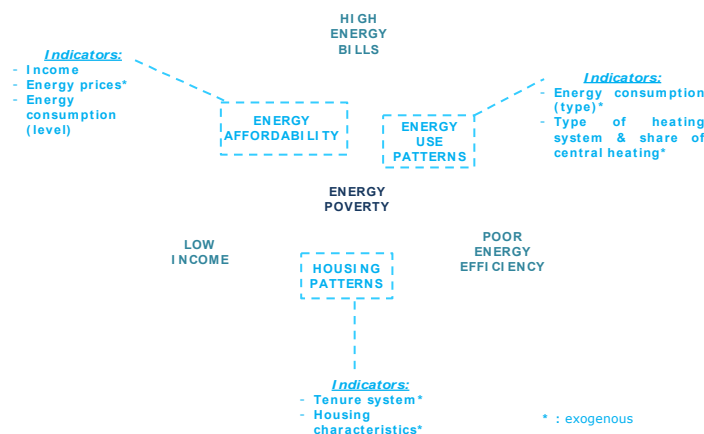 HIGH
ENERGY
BILLS
Indicators:
- Income
- Energy prices*
- Energy
consumption
(level)
ENERGY
AFFORDABILITY
ENERGY
USE
PATTERNS
Indicators:
- Energy consumption
(type)*
- Type of heating
system & share of
central heating*
ENERGY
POVERTY
LOW
INCOME
POOR
ENERGY
EFFICIENCY
HOUSING
PATTERNS
Indicators:
- Tenure system*
- Housing
characteristics*
* : exogenous